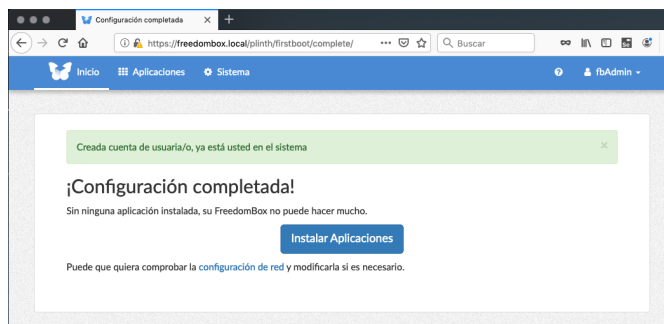 Configuración completada
https://freedombox.local/plinth/firstboot/complete/
Buscar
Inicio
Aplicaciones
Sistema
fbAdmin
Creada cuenta de usuaria/o, ya está usted en el sistema
¡Configuración completada!
Sin ninguna aplicación instalada, su FreedomBox no puede hacer mucho.
Instalar Aplicaciones
Puede que quiera comprobar la configuración de red y modificarla si es necesario.